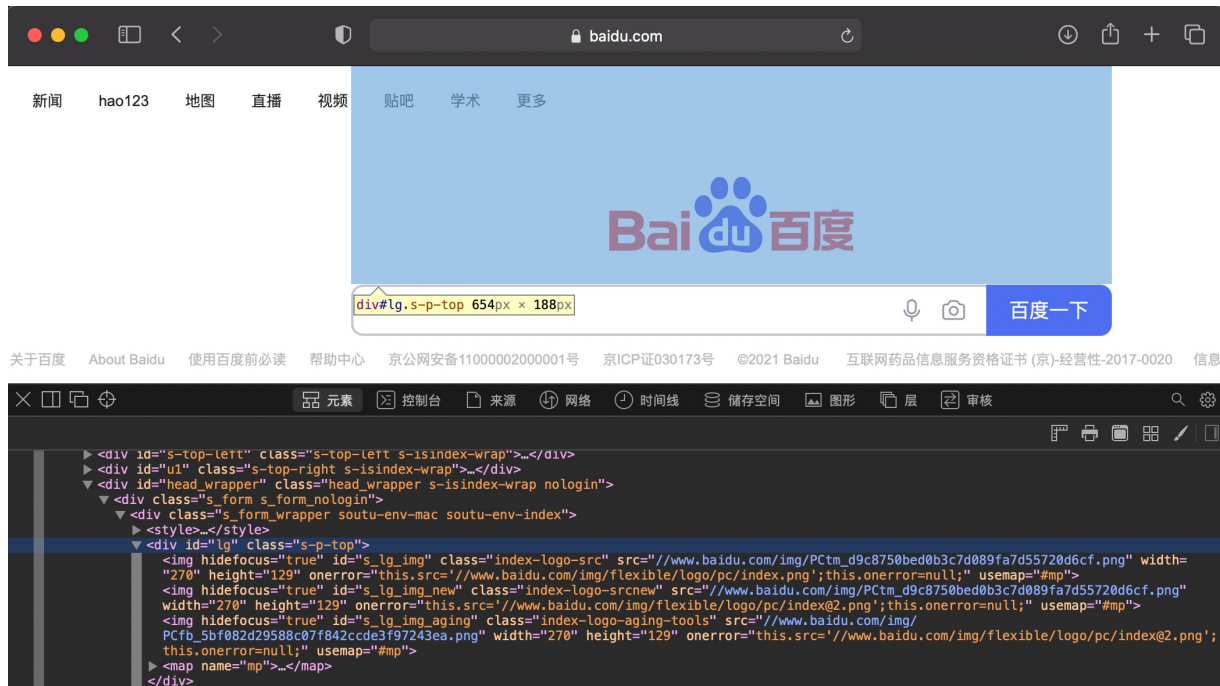 baidu.com
新闻 hao123 地图 直播 视频 贴吧 学术 更多
Bai du 百度
div#lg.s-p-top 654px × 188px
百度一下
关于百度 About Baidu 使用百度前必读 帮助中心 京公网安备11000002000001号 京ICP证030173号 ©2021 Baidu 互联网药品信息服务资格证书 (京)-经营性-2017-0020 信息
元素 控制台 来源 网络 时间线 储存空间 图形 层 审核
<div id="s-top-left" class="s-top-left s-isindex-wrap">…</div>
<div id="u1" class="s-top-right s-isindex-wrap">…</div>
<div id="head_wrapper" class="head_wrapper s-isindex-wrap nologin">
<div class="s_form s_form_nologin">
<div class="s_form_wrapper soutu-env-mac soutu-env-index">
<style>…</style>
<div id="lg" class="s-p-top">
<img hidefocus="true" id="s_lg_img" class="index-logo-src" src="//www.baidu.com/img/PCtm_d9c8750bed0b3c7d089fa7d55720d6cf.png" width=
"270" height="129" onerror="this.src='//www.baidu.com/img/flexible/logo/pc/index.png';this.onerror=null;" usemap="#mp">
<img hidefocus="true" id="s_lg_img_new" class="index-logo-srcnew" src="//www.baidu.com/img/PCtm_d9c8750bed0b3c7d089fa7d55720d6cf.png"
width="270" height="129" onerror="this.src='//www.baidu.com/img/flexible/logo/pc/index@2.png';this.onerror=null;" usemap="#mp">
<img hidefocus="true" id="s_lg_img_aging" class="index-logo-aging-tools" src="//www.baidu.com/img/
PCfb_5bf082d29588c07f842ccde3f97243ea.png" width="270" height="129" onerror="this.src='//www.baidu.com/img/flexible/logo/pc/index@2.png';
this.onerror=null;" usemap="#mp">
<map name="mp">…</map>
</div>